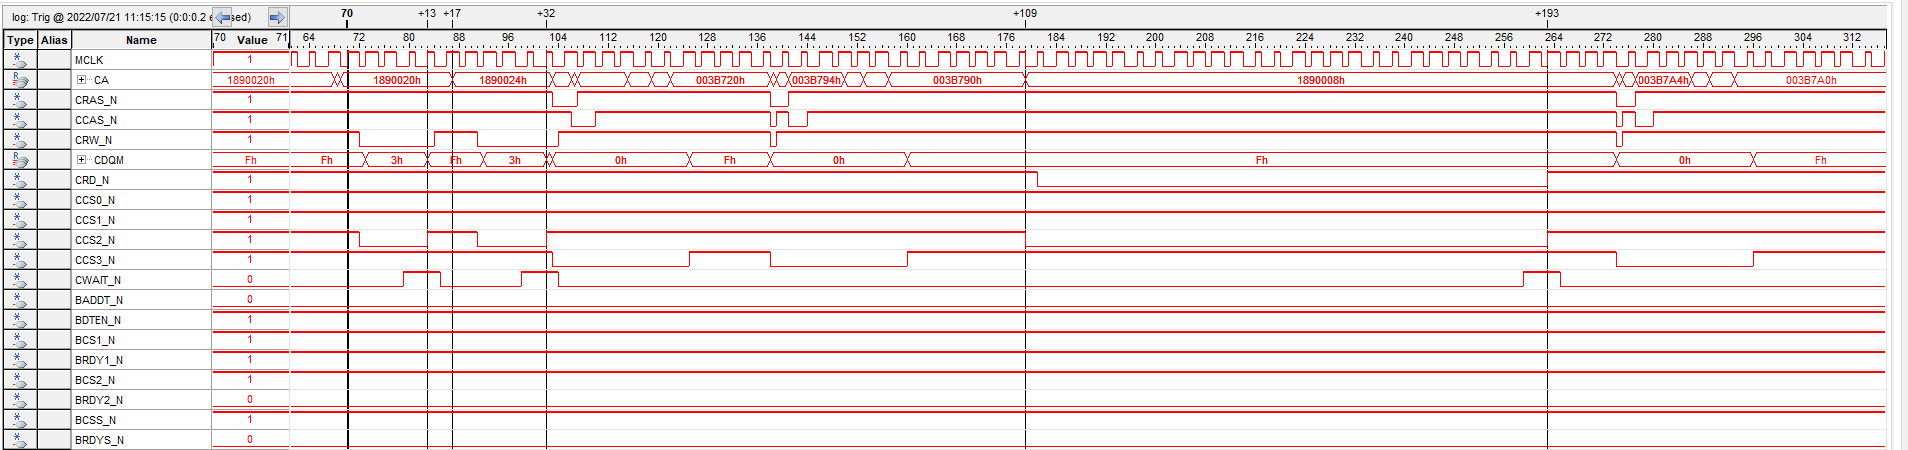 log: Trig @ 2022/07/21 11:15:15 (0:0:0.2 sed) 70 +13 +17 +32 +109 +193
Type Alias Name 70 Value 71 64 72 80 88 96 104 112 120 128 136 144 152 160 168 176 184 192 200 208 216 224 232 240 248 256 264 272 280 288 296 304 312
MCLK 1
CA 1890020h 1890020h 1890024h 003B720h 003B794h 003B790h 1890008h 003B7A4h 003B7A0h
CRAS_N 1
CCAS_N 1
CRW_N 1
CDQM Fh Fh 3h Fh 3h 0h Fh 0h Fh 0h Fh
CRD_N 1
CCS0_N 1
CCS1_N 1
CCS2_N 1
CCS3_N 1
CWAIT_N 0
BADDT_N 0
BDTEN_N 1
BCS1_N 1
BRDY1_N 1
BCS2_N 1
BRDY2_N 0
BCSS_N 1
BRDYS_N 0